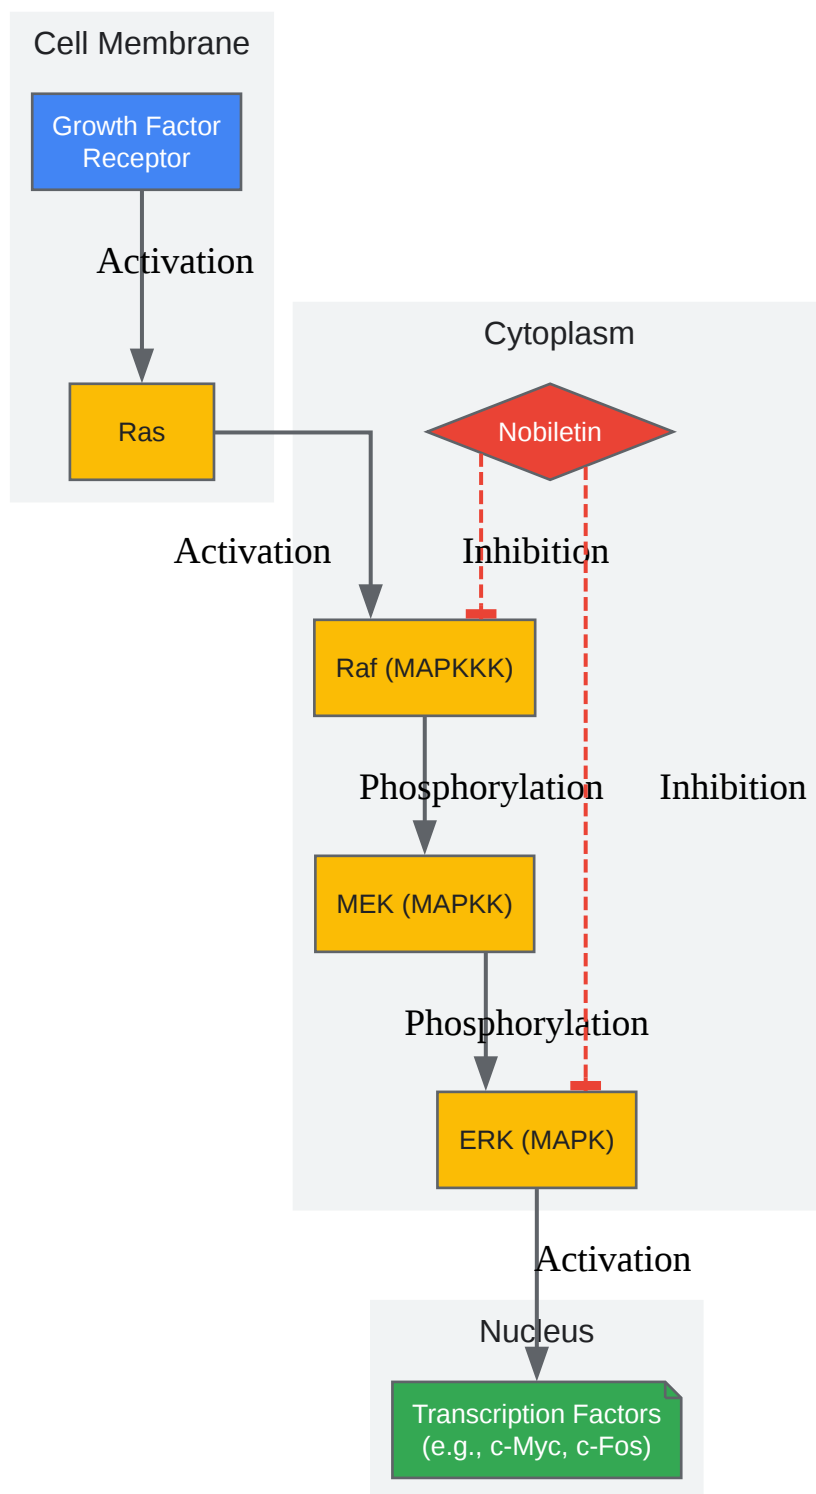 Cell Membrane
Growth Factor
Receptor
Activation
Cytoplasm
Ras
Nobiletin
Activation
Inhibition
Raf (MAPKKK)
Phosphorylation
Inhibition
MEK (MAPKK)
Phosphorylation
ERK (MAPK)
Activation
Nucleus
Transcription Factors
(e.g., c-Myc, c-Fos)